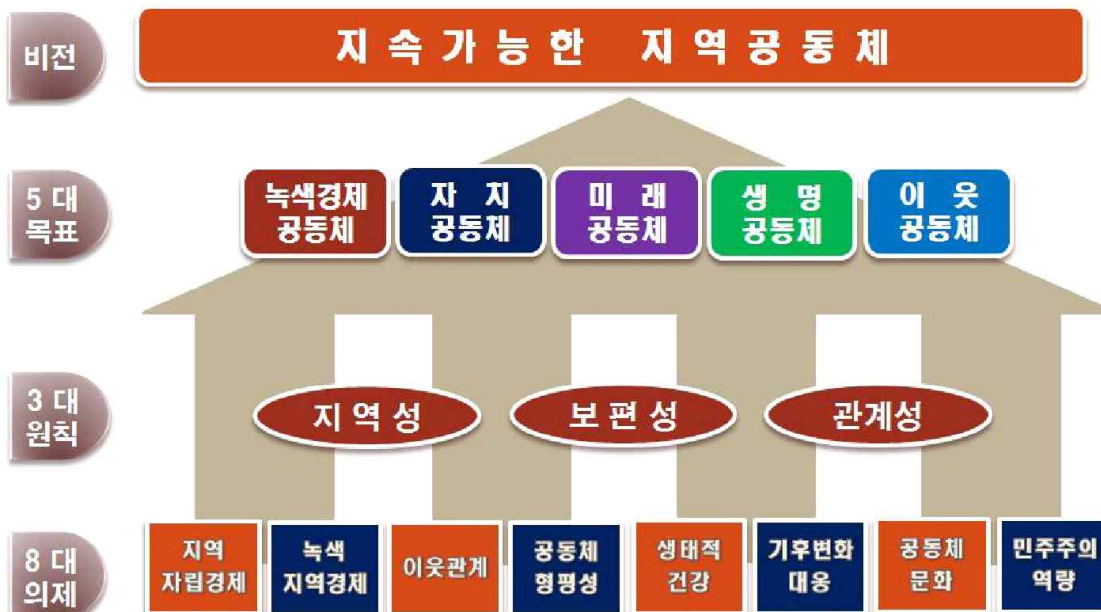 비전
지속가능한 지역공동체
5대
목표
녹색경제
공동체
자치
공동체
미래
공동체
생명
공동체
이웃
공동체
3대
원칙
지역성
보편성
관계성
8대
의제
지역
자립경제
녹색
지역경제
이웃관계
공동체
형평성
생태적
건강
기후변화
대응
공동체
문화
민주주의
역량